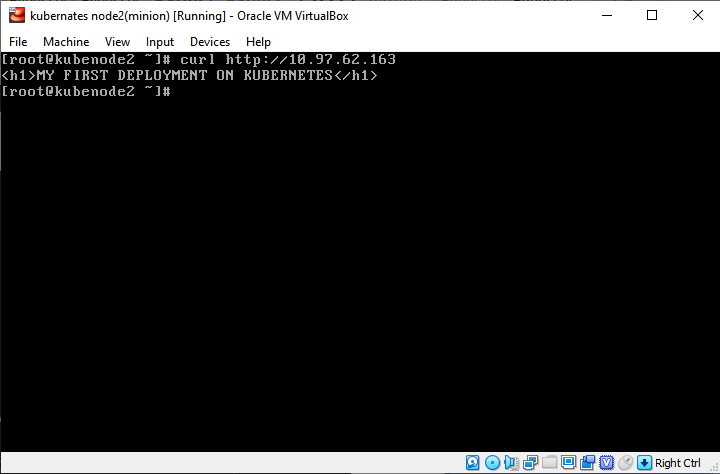 kubernates node2(minion) [Running] - Oracle VM VirtualBox
File Machine View Input Devices Help
[root@kubenode2 ~]# curl http://10.97.62.163
<h1>MY FIRST DEPLOYMENT ON KUBERNETES</h1>
[root@kubenode2 ~]#
Right Ctrl